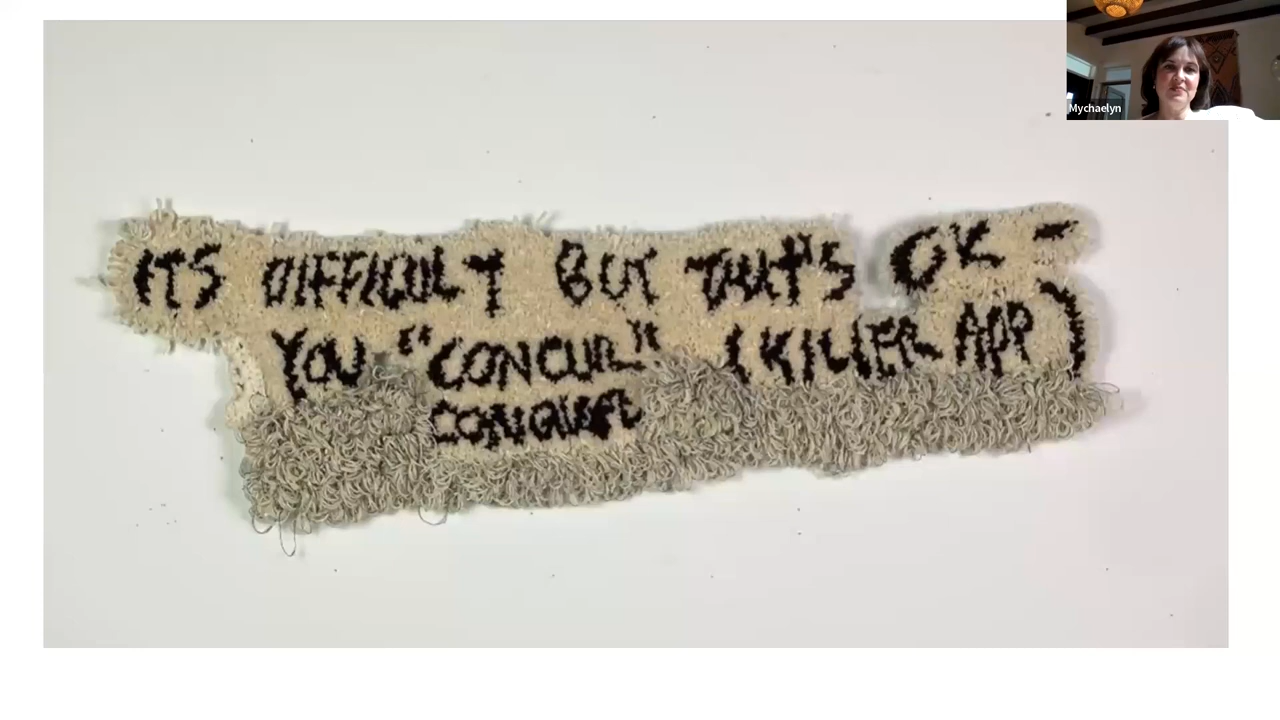 ITS DIFFICULT BUT THAT'S OK -
YOU "CONCUR" (KILLER APP)
CONQUER
Mychaelyn